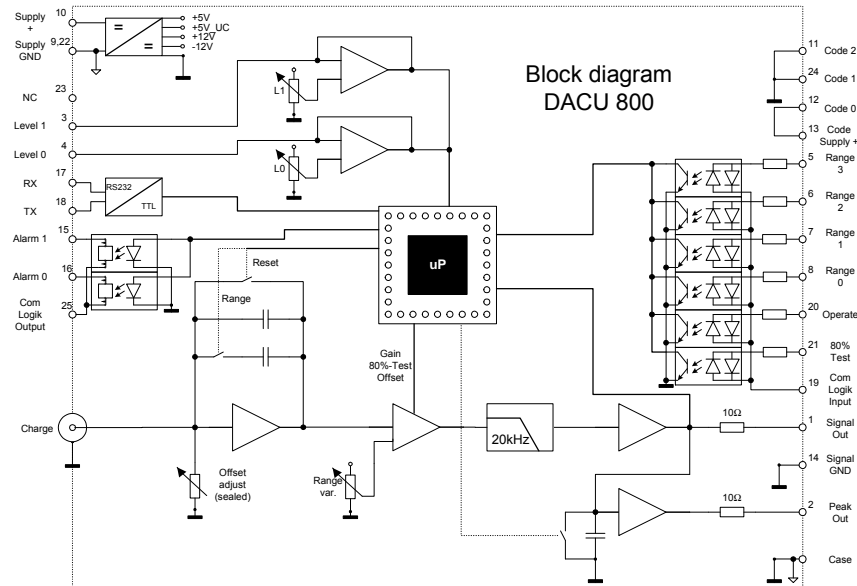 Block diagram
DACU 800
Supply
+
10
Supply
GND
9,22
=
=
+5V
+5V_UC
+12V
-12V
NC
23
Level 1
3
Level 0
4
RX
17
TX
18
RS232
TTL
Alarm 1
15
Alarm 0
16
Com
Logik
Output
25
L1
L0
uP
Reset
Range
Gain
80%-Test
Offset
Charge
Offset
adjust
(sealed)
Range
var.
20kHz
10Ω
10Ω
11
Code 2
24
Code 1
12
Code 0
13
Code
Supply +
5
Range
3
6
Range
2
7
Range
1
8
Range
0
20
Operate
21
80%
Test
19
Com
Logik
Input
1
Signal
Out
14
Signal
GND
2
Peak
Out
Case